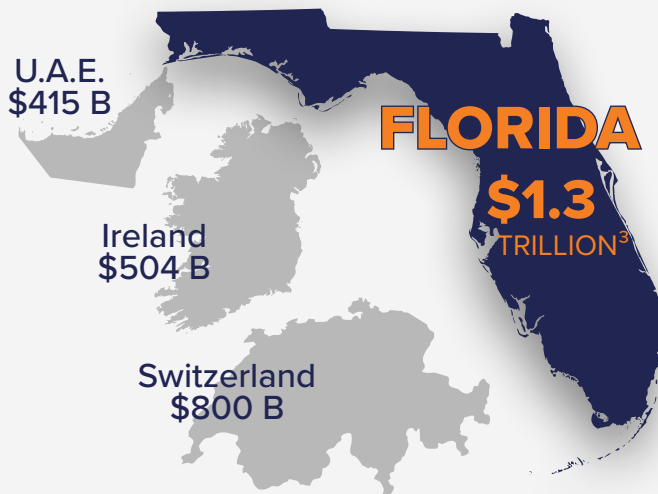 U.A.E.
$415 B
FLORIDA
$1.3
TRILLION³
Ireland
$504 B
Switzerland
$800 B